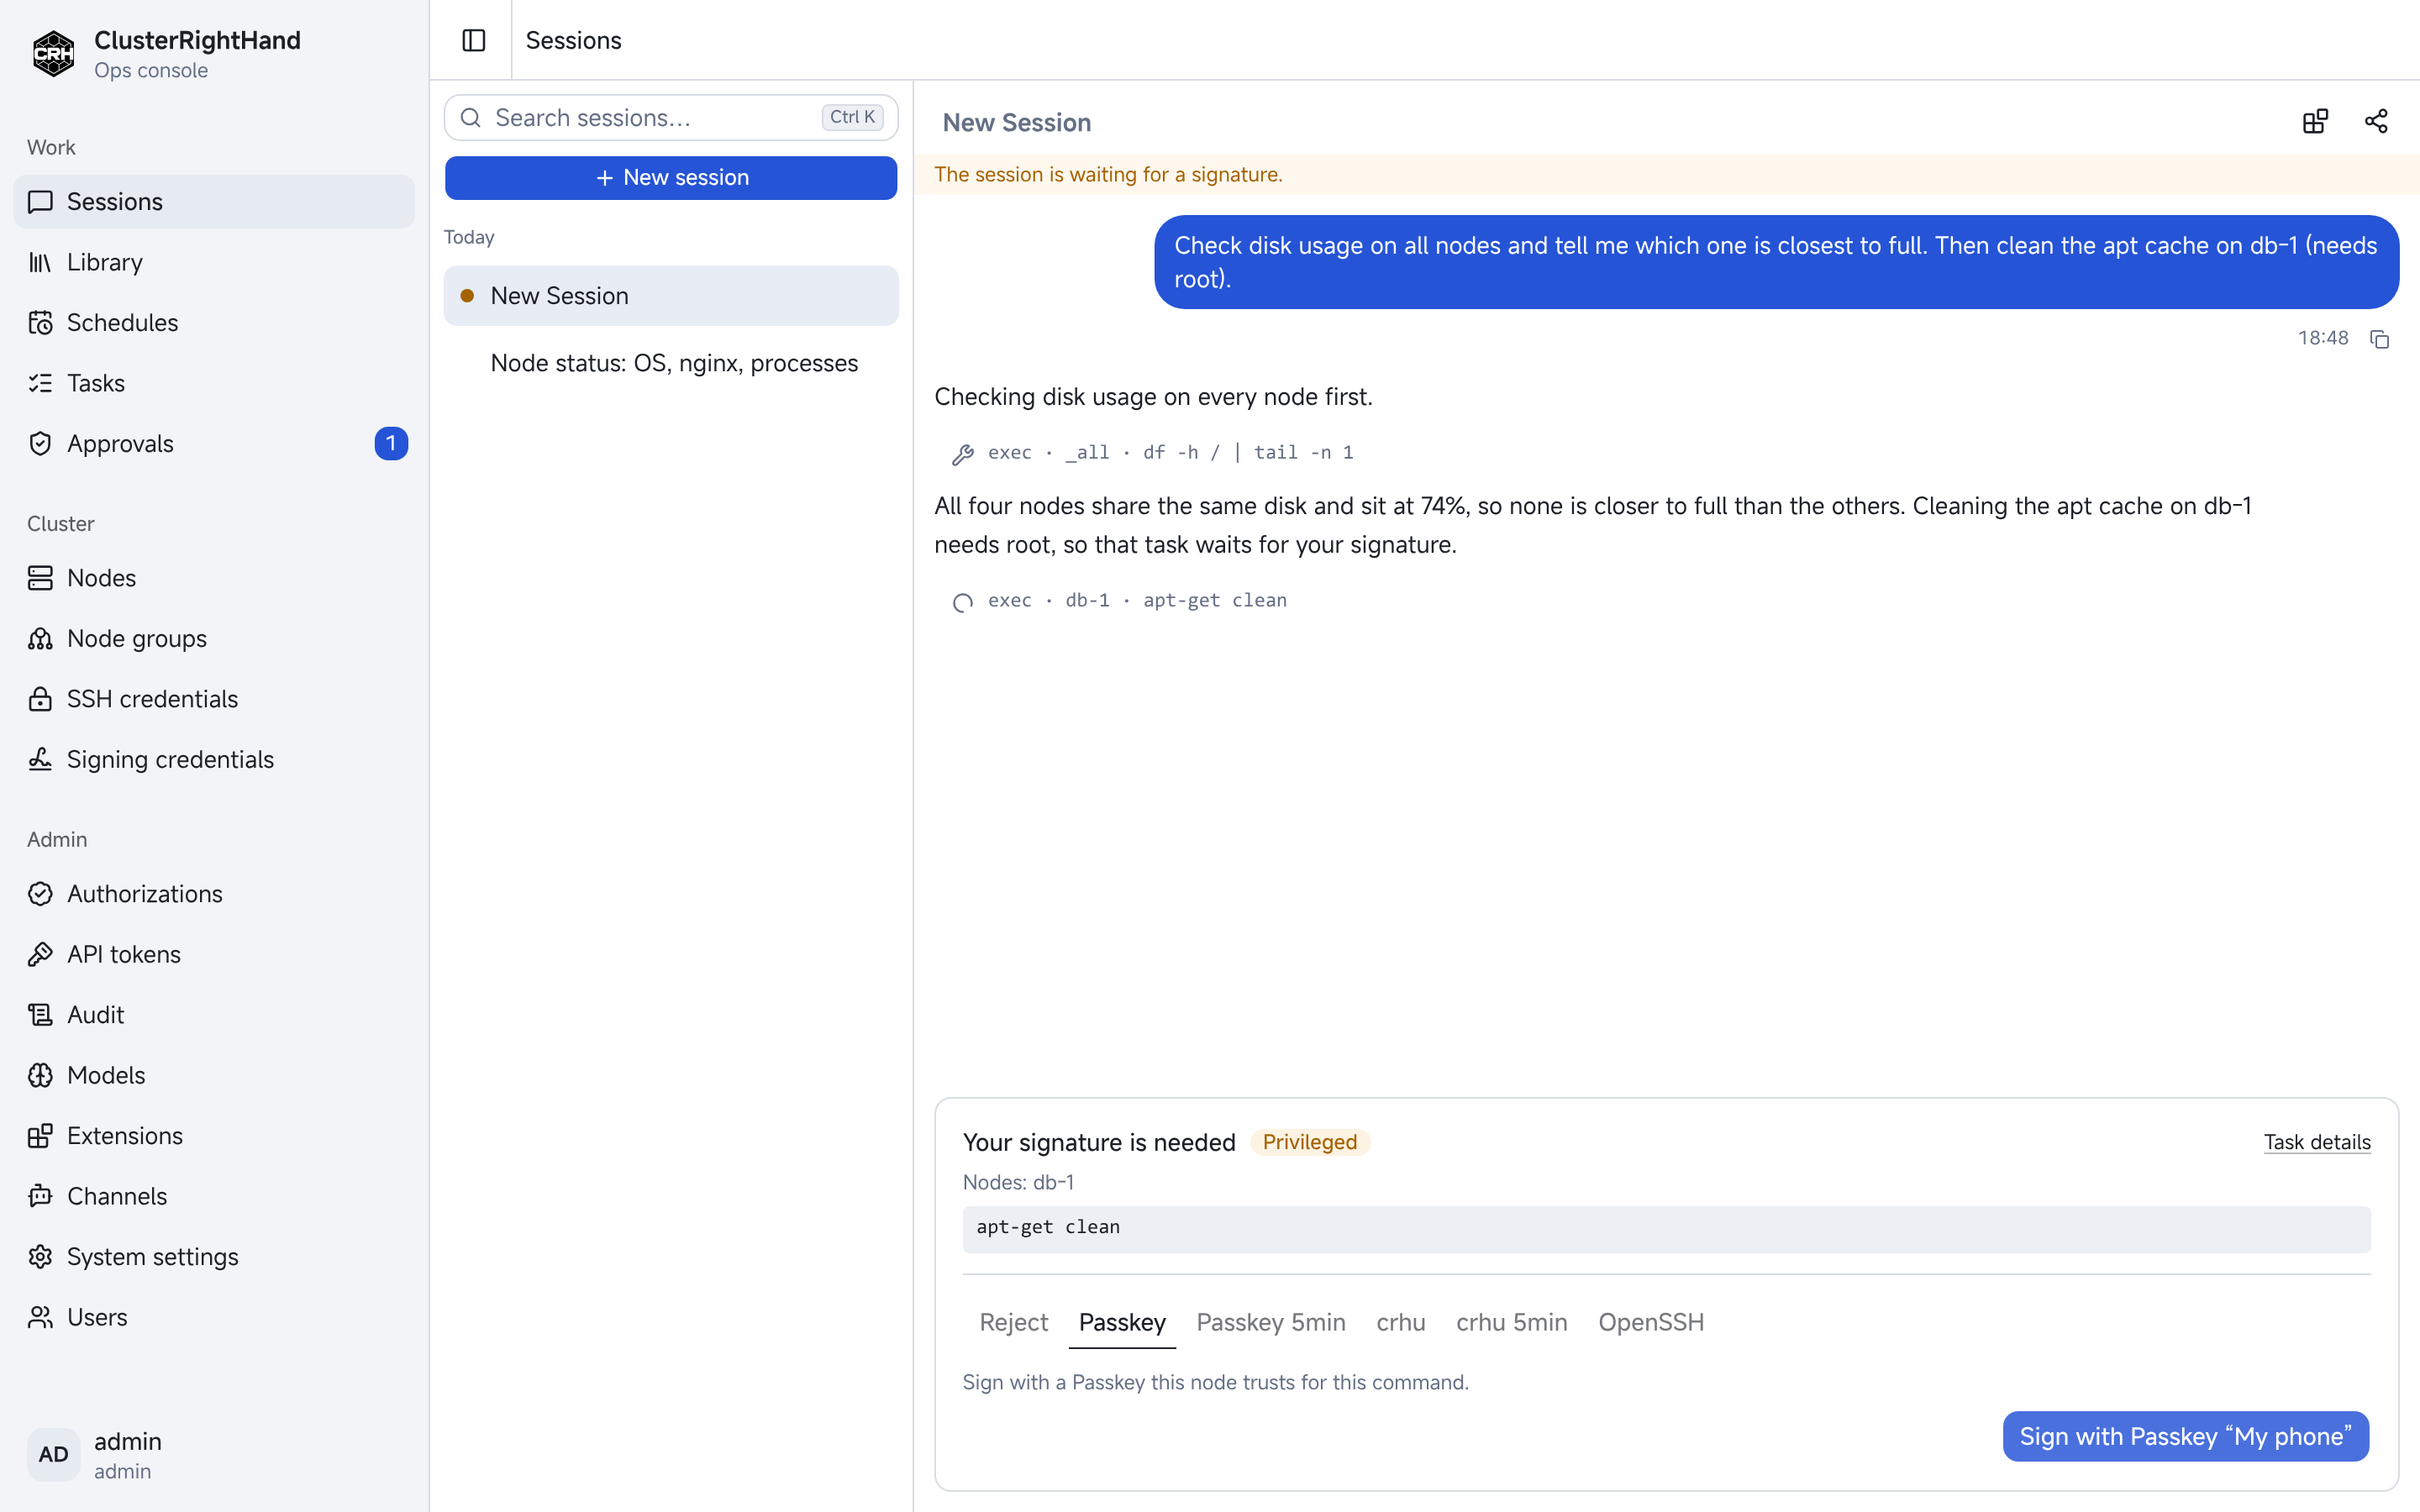 CRH
ClusterRightHand
Ops console
Work
Sessions
Library
Schedules
Tasks
Approvals
1
Cluster
Nodes
Node groups
SSH credentials
Signing credentials
Admin
Authorizations
API tokens
Audit
Models
Extensions
Channels
System settings
Users
AD
admin
admin
Sessions
Search sessions…
Ctrl K
+ New session
Today
New Session
Node status: OS, nginx, processes
New Session
The session is waiting for a signature.
Check disk usage on all nodes and tell me which one is closest to full. Then clean the apt cache on db-1 (needs
root).
18:48
Checking disk usage on every node first.
exec · _all · df -h / | tail -n 1
All four nodes share the same disk and sit at 74%, so none is closer to full than the others. Cleaning the apt cache on db-1
needs root, so that task waits for your signature.
exec · db-1 · apt-get clean
Your signature is needed
Privileged
Task details
Nodes: db-1
apt-get clean
Reject
Passkey
Passkey 5min
crhu
crhu 5min
OpenSSH
Sign with a Passkey this node trusts for this command.
Sign with Passkey “My phone”